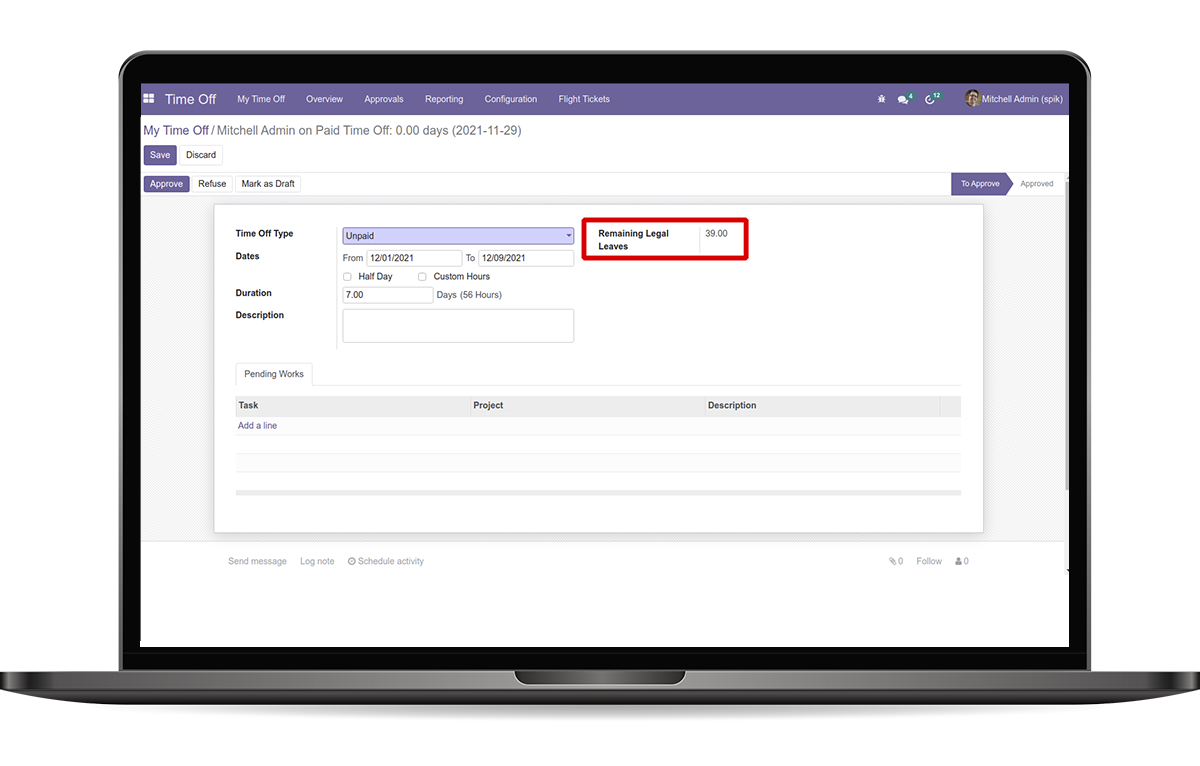 Time Off My Time Off Overview Approvals Reporting Configuration Flight Tickets 4 12 Mitchell Admin (spik)
My Time Off / Mitchell Admin on Paid Time Off: 0.00 days (2021-11-29)
Save Discard
Approve Refuse Mark as Draft To Approve Approved
Time Off Type Unpaid Remaining Legal 39.00
Leaves
Dates From 12/01/2021 To 12/09/2021
Half Day Custom Hours
Duration 7.00 Days (56 Hours)
Description
Pending Works
Task Project Description
Add a line
Send message Log note Schedule activity 0 Follow 0